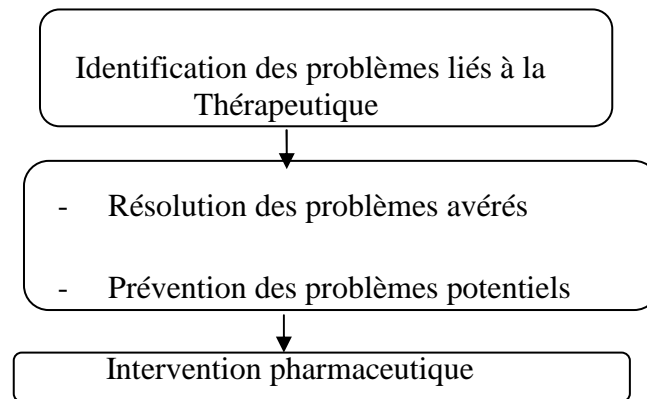 Identification des problèmes liés à la
Thérapeutique
- Résolution des problèmes avérés
- Prévention des problèmes potentiels
Intervention pharmaceutique